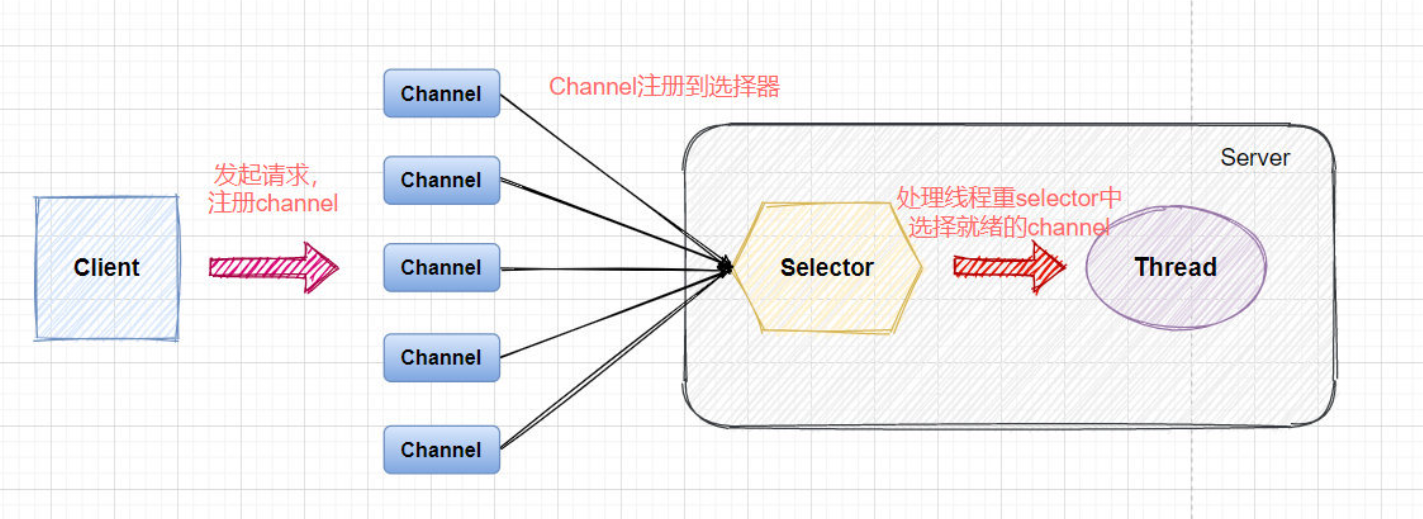 Channel
Channel注册到选择器
Server
发起请求，
注册channel
Channel
处理线程重selector中
选择就绪的channel
Client
Channel
Selector
Thread
Channel
Channel